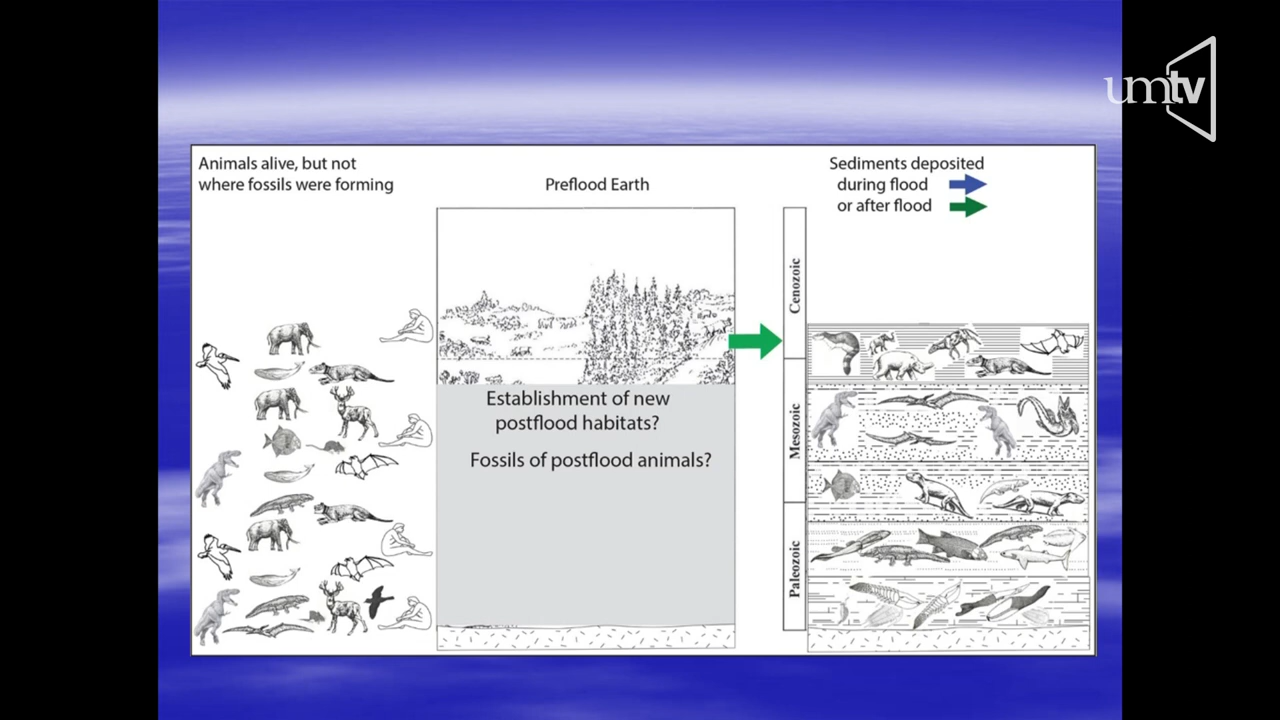 umtv
Animals alive, but not
where fossils were forming
Preflood Earth
Sediments deposited
during flood
or after flood
Establishment of new
postflood habitats?
Fossils of postflood animals?
Cenozoic
Mesozoic
Paleozoic